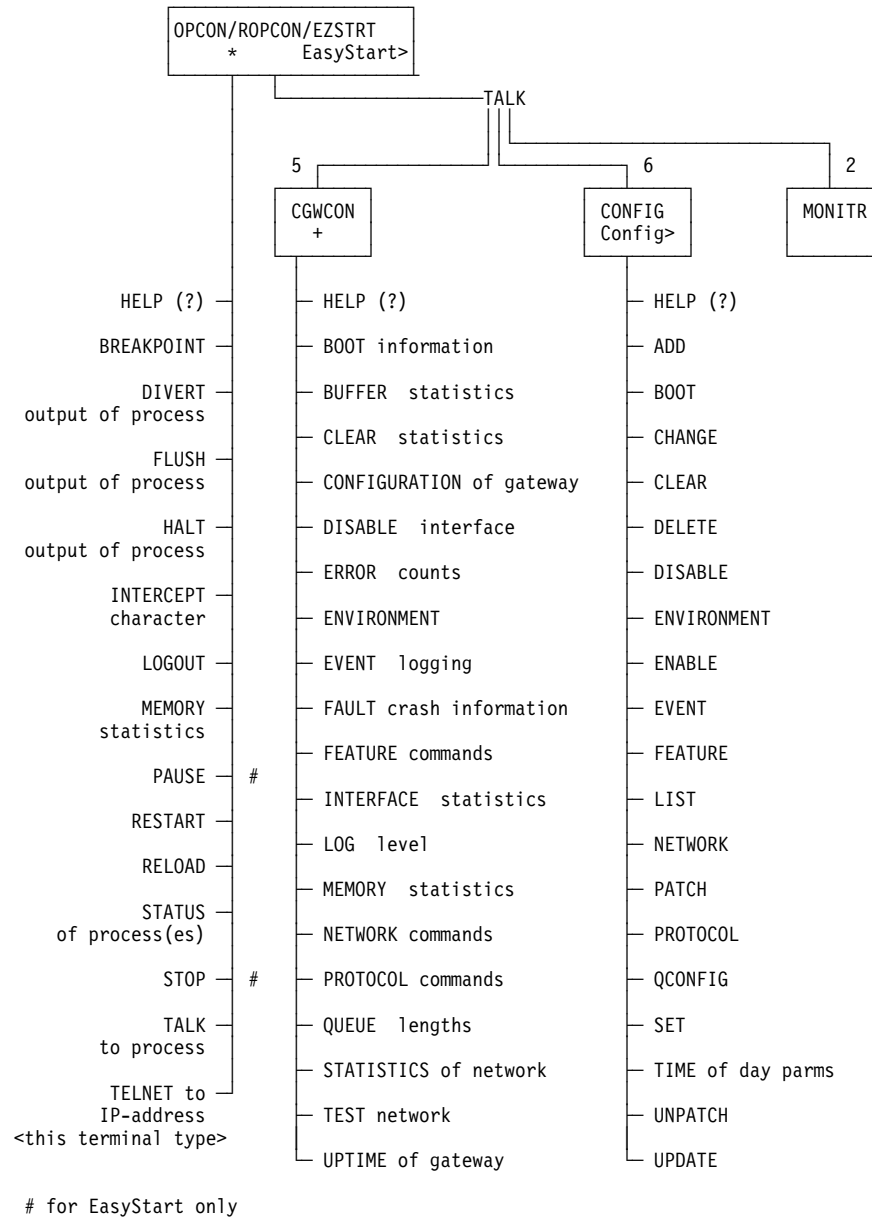 OPCON/ROPCON/EZSTRT
* EasyStart>
TALK
5 6 2
CGWCON
+
CONFIG
Config>
MONITR
HELP (?)
BREAKPOINT
DIVERT
output of process
FLUSH
output of process
HALT
output of process
INTERCEPT
character
LOGOUT
MEMORY
statistics
PAUSE #
RESTART
RELOAD
STATUS
of process(es)
STOP #
TALK
to process
TELNET to
IP-address
<this terminal type>
HELP (?)
BOOT information
BUFFER statistics
CLEAR statistics
CONFIGURATION of gateway
DISABLE interface
ERROR counts
ENVIRONMENT
EVENT logging
FAULT crash information
FEATURE commands
INTERFACE statistics
LOG level
MEMORY statistics
NETWORK commands
PROTOCOL commands
QUEUE lengths
STATISTICS of network
TEST network
UPTIME of gateway
HELP (?)
ADD
BOOT
CHANGE
CLEAR
DELETE
DISABLE
ENVIRONMENT
ENABLE
EVENT
FEATURE
LIST
NETWORK
PATCH
PROTOCOL
QCONFIG
SET
TIME of day parms
UNPATCH
UPDATE
# for EasyStart only